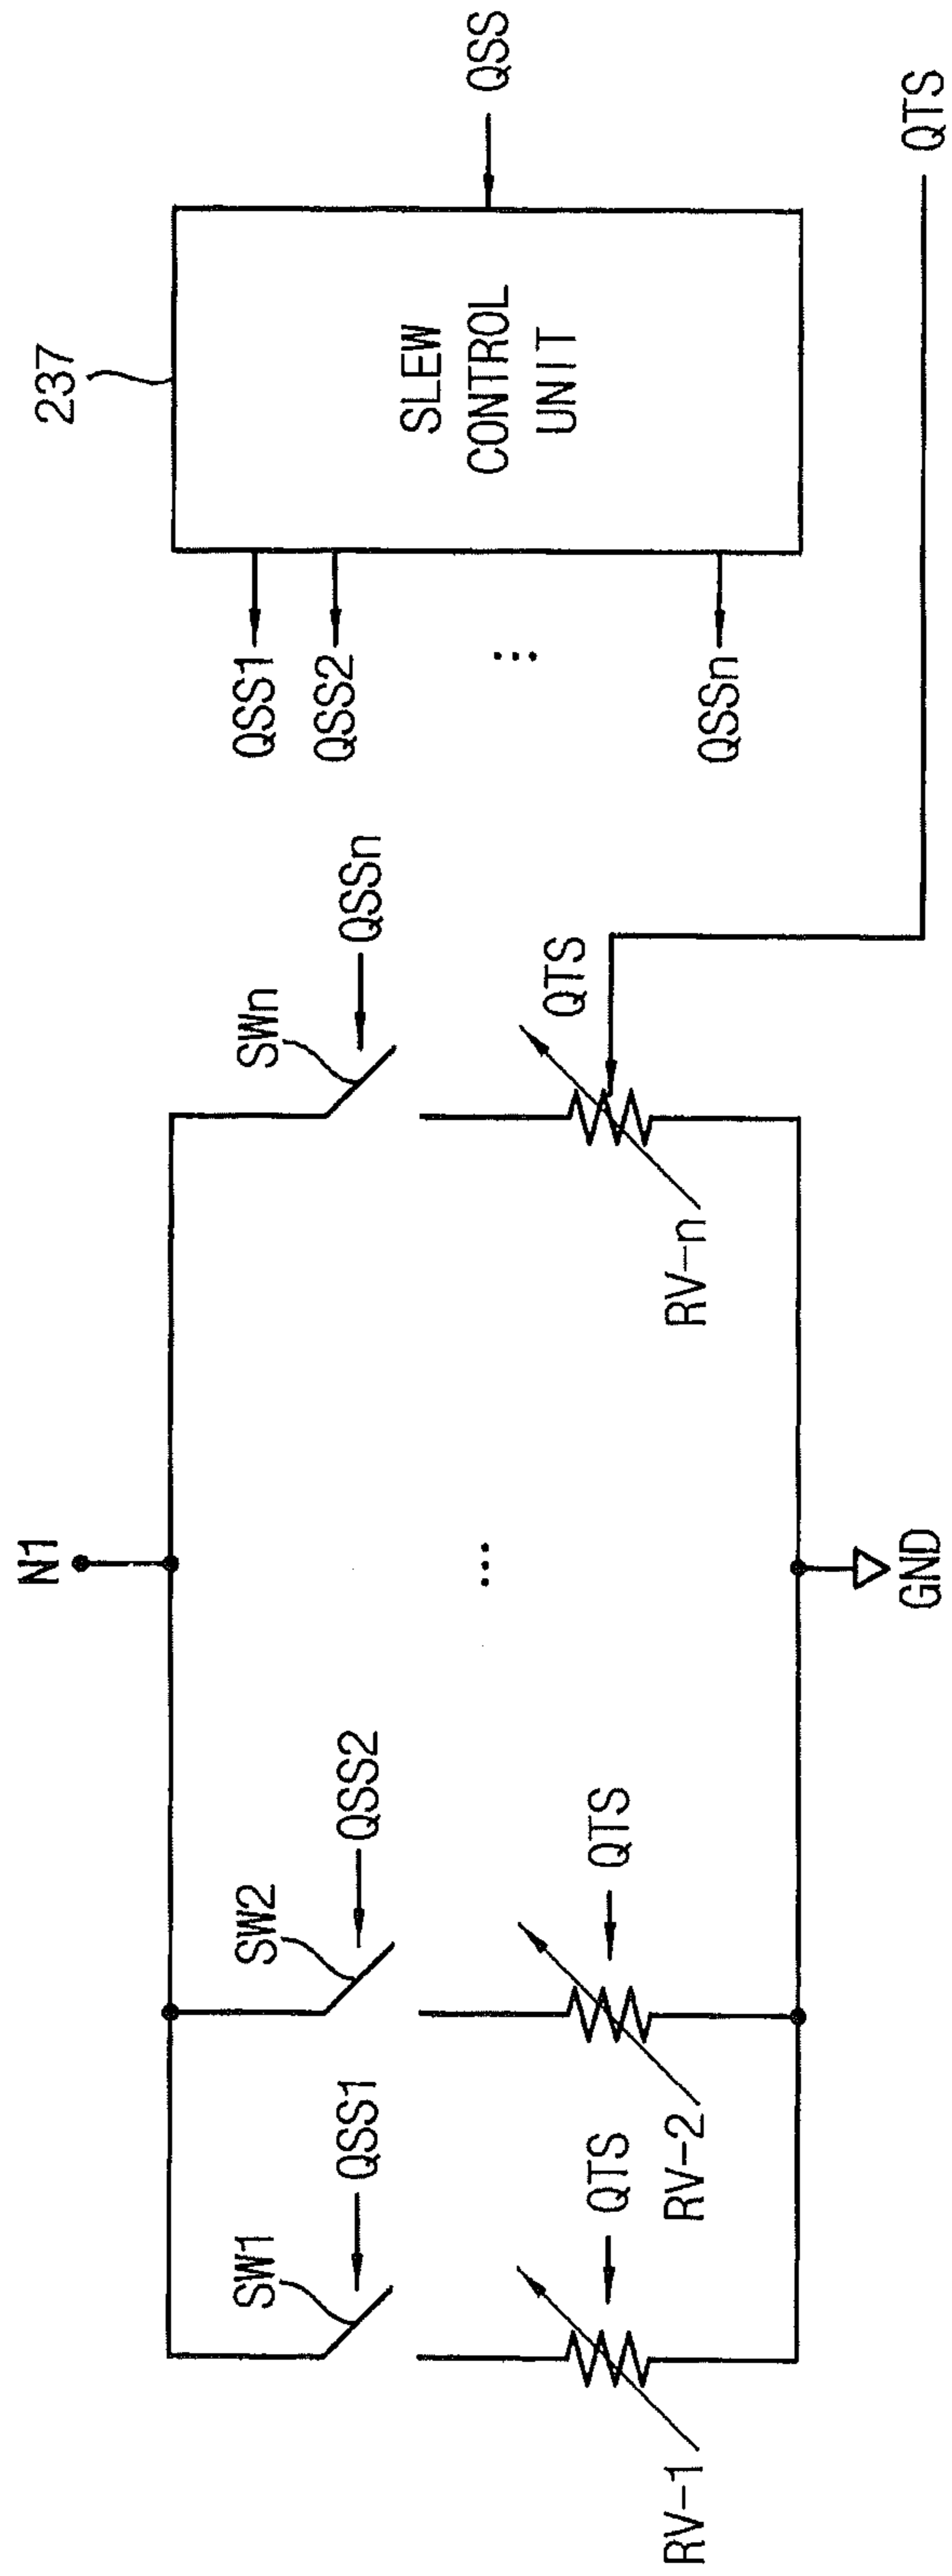 N1
237
SW1
QSS1
SW2
QSS2
SWn
QSSn
QSS1
QSS2
⋮
QSSn
SLEW
CONTROL
UNIT
QSS
...
QTS
QTS
QTS
RV-1
RV-2
RV-n
GND
QTS